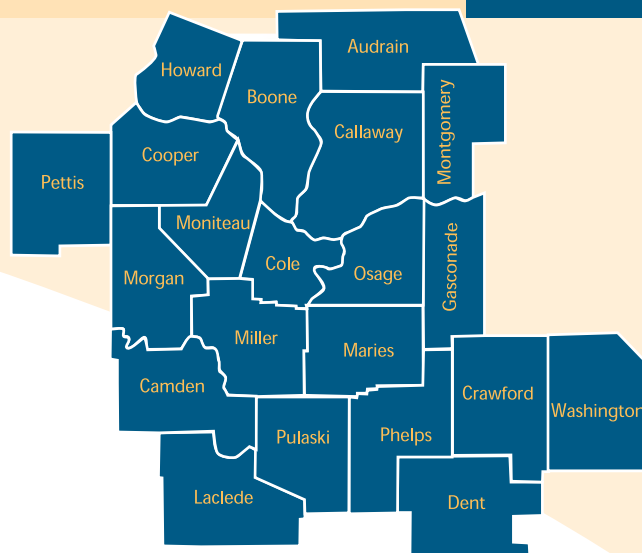 Audrain
Howard
Boone
Callaway
Montgomery
Cooper
Pettis
Moniteau
Cole
Osage
Gasconade
Morgan
Miller
Maries
Camden
Crawford
Washington
Pulaski
Phelps
Laclede
Dent